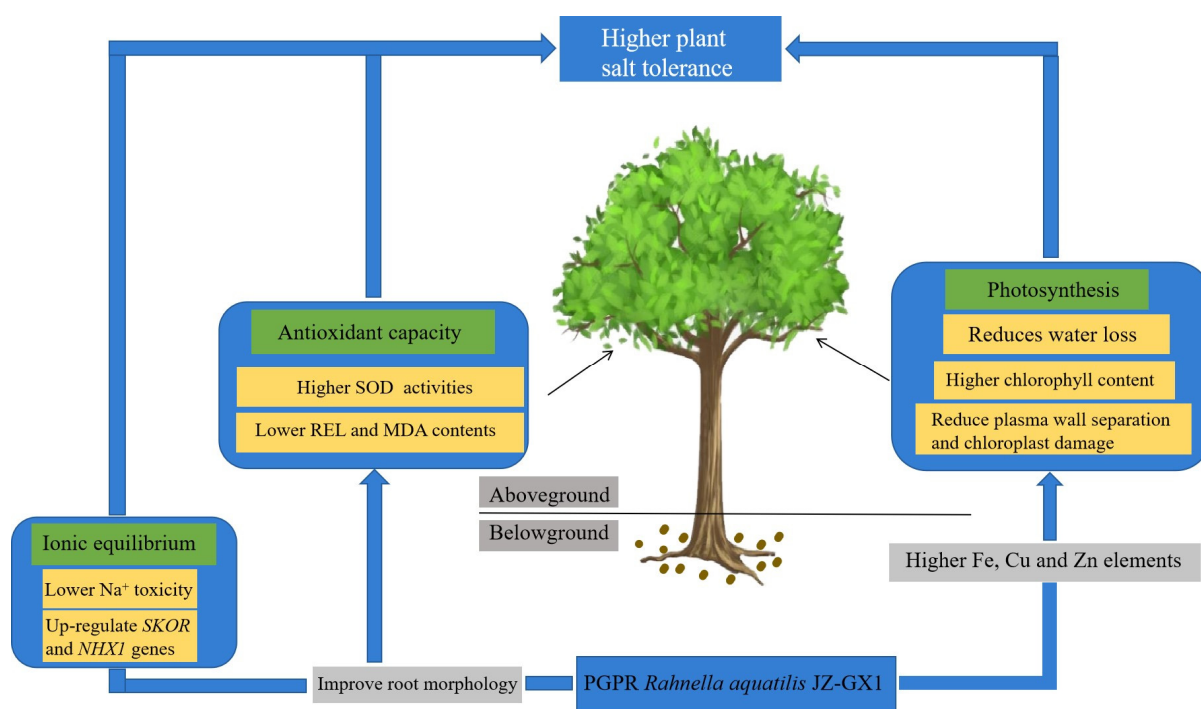 Higher plant
salt tolerance
Photosynthesis
Reduces water loss
Higher chlorophyll content
Reduce plasma wall separation
and chloroplast damage
Antioxidant capacity
Higher SOD activities
Lower REL and MDA contents
Aboveground
Belowground
Ionic equilibrium
Lower Na⁺ toxicity
Up-regulate SKOR
and NHX1 genes
Higher Fe, Cu and Zn elements
Improve root morphology
PGPR Rahnella aquatilis JZ-GX1